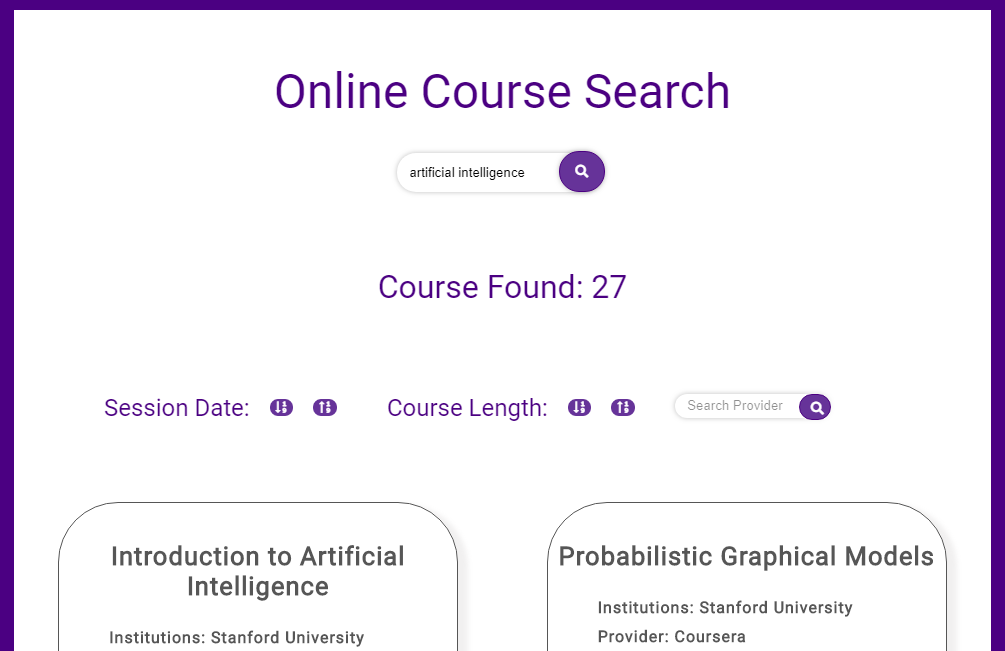 Online Course Search
artificial intelligence
Course Found: 27
Session Date: Course Length: Search Provider
Introduction to Artificial
Intelligence
Institutions: Stanford University
Probabilistic Graphical Models
Institutions: Stanford University
Provider: Coursera